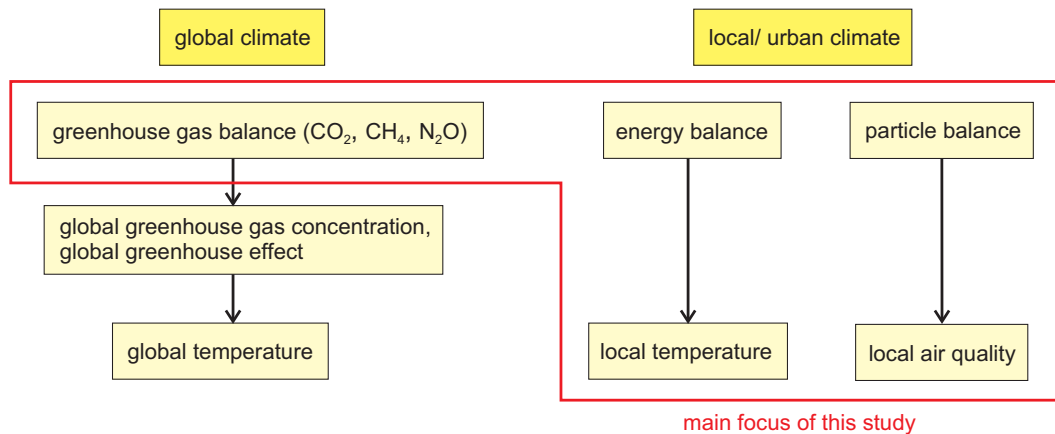 global climate
local/ urban climate
greenhouse gas balance (CO₂, CH₄, N₂O)
energy balance
particle balance
global greenhouse gas concentration,
global greenhouse effect
global temperature
local temperature
local air quality
main focus of this study